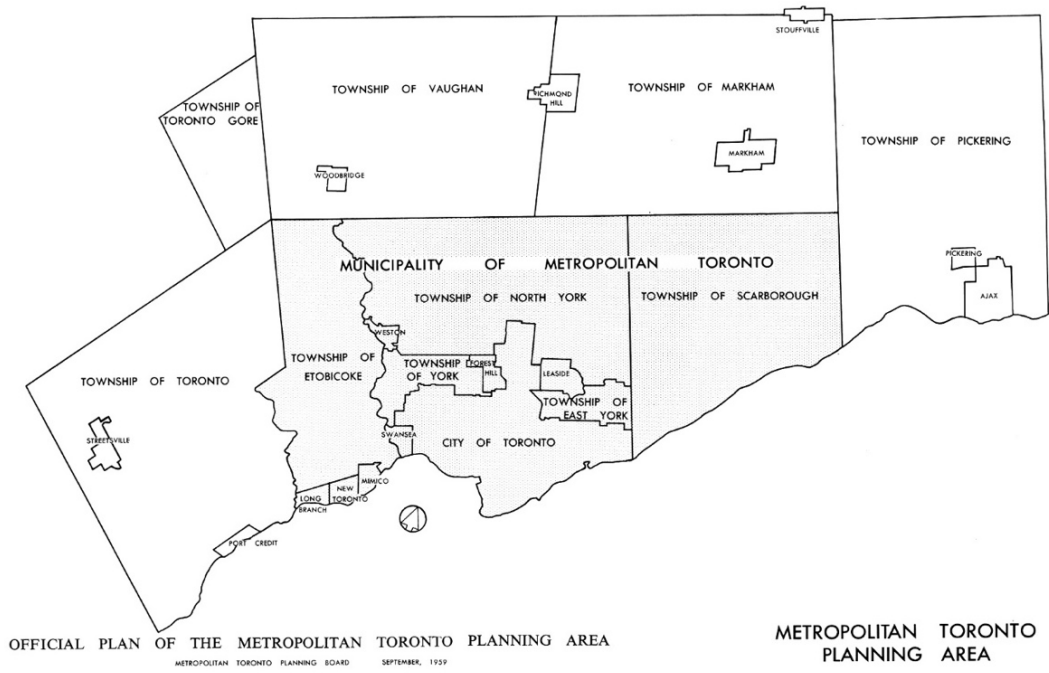 STOUFFVILLE
TOWNSHIP OF VAUGHAN
TOWNSHIP OF MARKHAM
RICHMOND
HILL
TOWNSHIP OF
TORONTO GORE
TOWNSHIP OF PICKERING
MARKHAM
WOODBRIDGE
PICKERING
MUNICIPALITY OF METROPOLITAN TORONTO
AJAX
TOWNSHIP OF NORTH YORK
TOWNSHIP OF SCARBOROUGH
WESTON
TOWNSHIP OF
ETOBICOKE
TOWNSHIP
OF YORK
FOREST
HILL
LEASIDE
TOWNSHIP OF TORONTO
TOWNSHIP OF
EAST YORK
STREETSVILLE
SWANSEA
CITY OF TORONTO
MIMICO
NEW
TORONTO
LONG
BRANCH
PORT CREDIT
OFFICIAL PLAN OF THE METROPOLITAN TORONTO PLANNING AREA
METROPOLITAN TORONTO PLANNING BOARD SEPTEMBER, 1959
METROPOLITAN TORONTO
PLANNING AREA